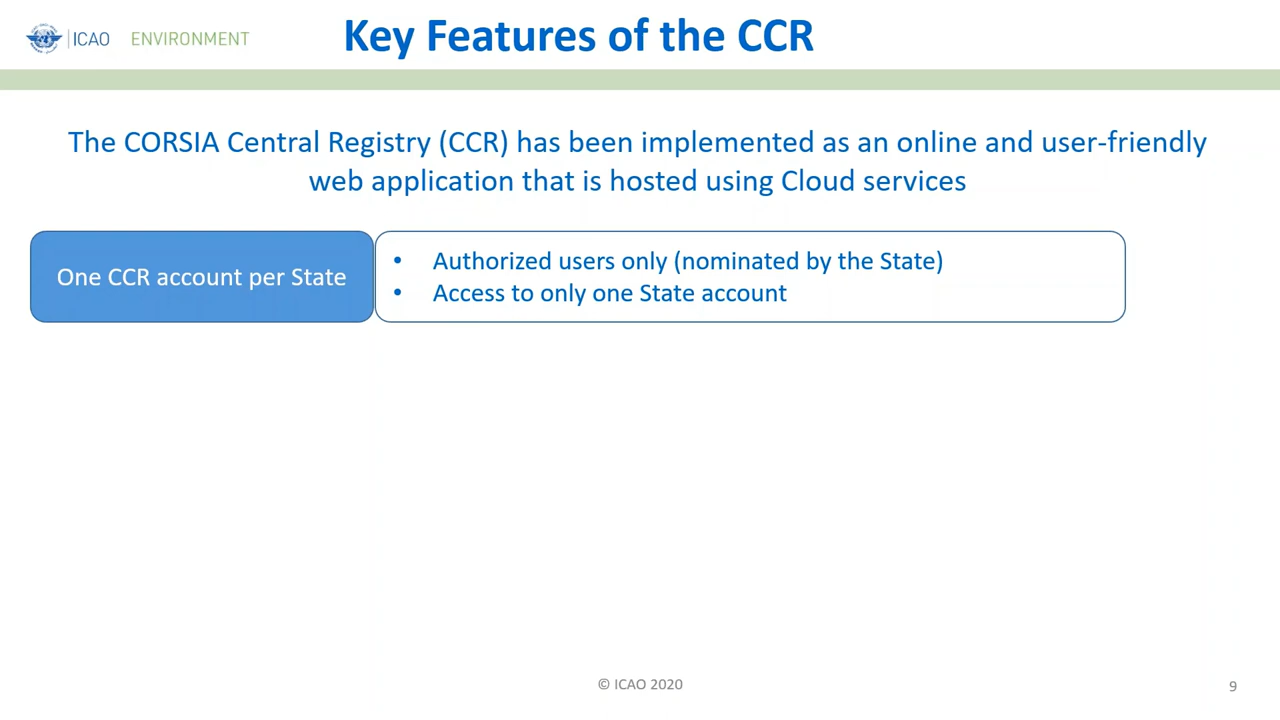 ICAO ENVIRONMENT
Key Features of the CCR
The CORSIA Central Registry (CCR) has been implemented as an online and user-friendly
web application that is hosted using Cloud services
One CCR account per State
• Authorized users only (nominated by the State)
• Access to only one State account
© ICAO 2020
9